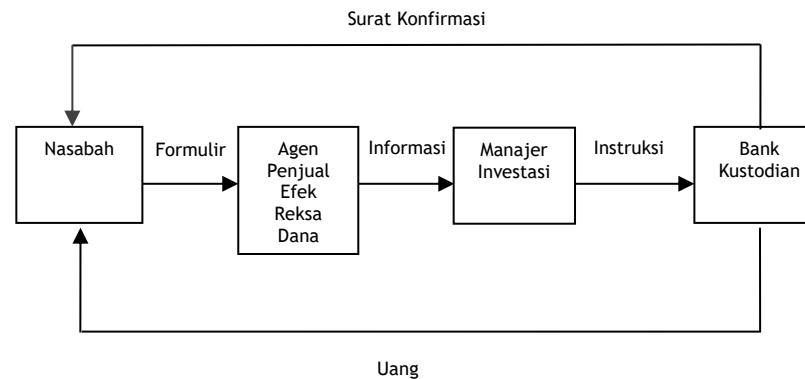 Surat Konfirmasi
Nasabah
Formulir
Agen
Penjual
Efek
Reksa
Dana
Informasi
Manajer
Investasi
Instruksi
Bank
Kustodian
Uang